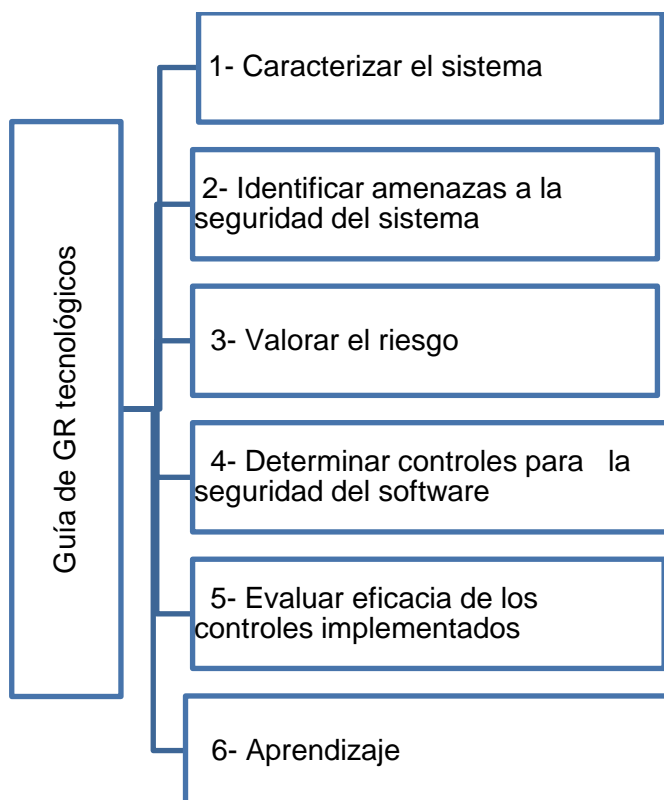 Guía de GR tecnológicos
1- Caracterizar el sistema
2- Identificar amenazas a la
seguridad del sistema
3- Valorar el riesgo
4- Determinar controles para la
seguridad del software
5- Evaluar eficacia de los
controles implementados
6- Aprendizaje